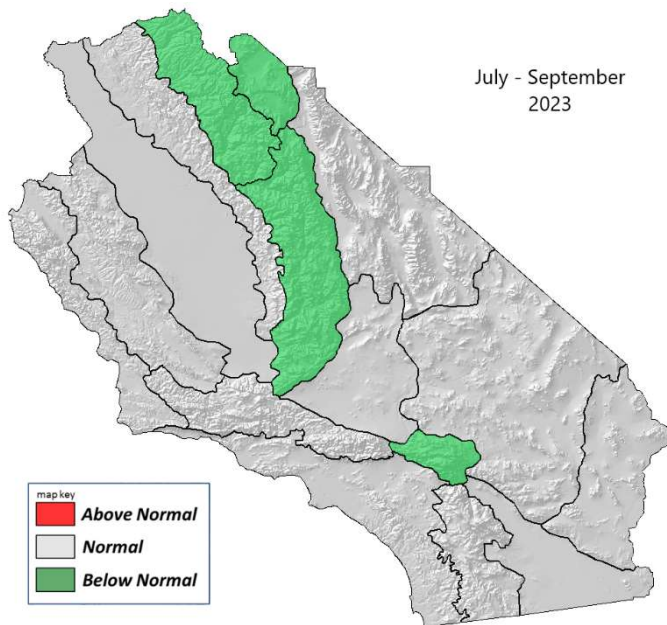 July - September
2023
map key
Above Normal
Normal
Below Normal